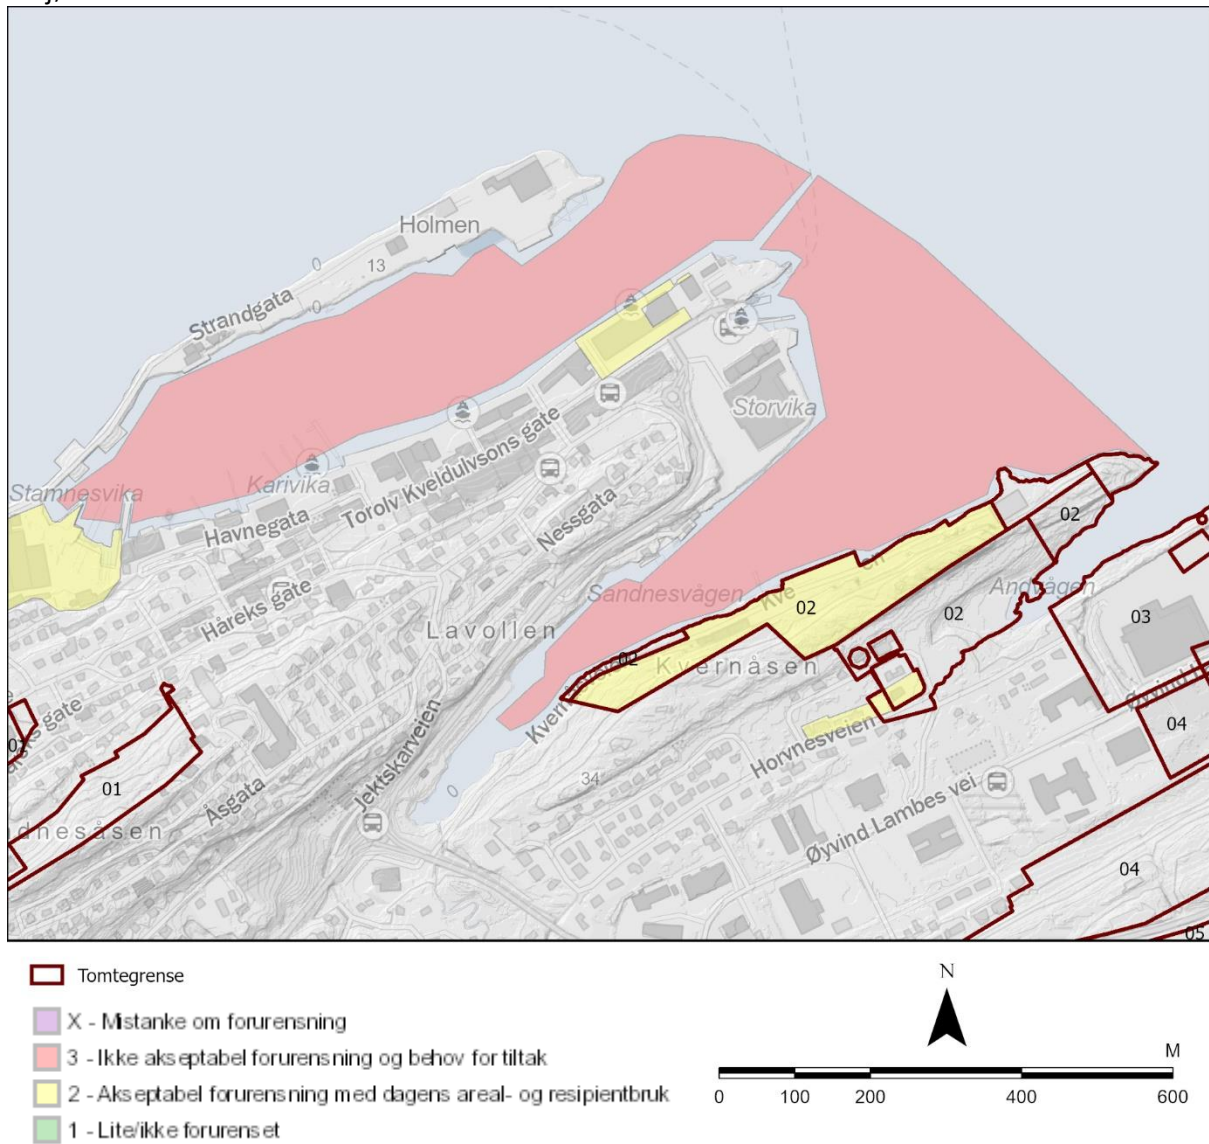 Holmen
0
13
0
Strandgata
Storvika
Stamnesvika
Karivika
Havnegata
Torolv Kveldulvsons gate
Nessgata
Håreks gate
Lavollen
Sandnesvågen
Angvågen
02
02
02
02
03
Kvernåsen
Øyvind
04
Horvnesveien
34
01
Åsgata
Jektskarveien
0
Øyvind Lambes vei
04
05
Tomtegrense
X - Mistanke om forurensning
3 - Ikke akseptabel forurensning og behov for tiltak
2 - Akseptabel forurensning med dagens areal- og resipientbruk
1 - Lite/ikke forurenset
N
M
0 100 200 400 600